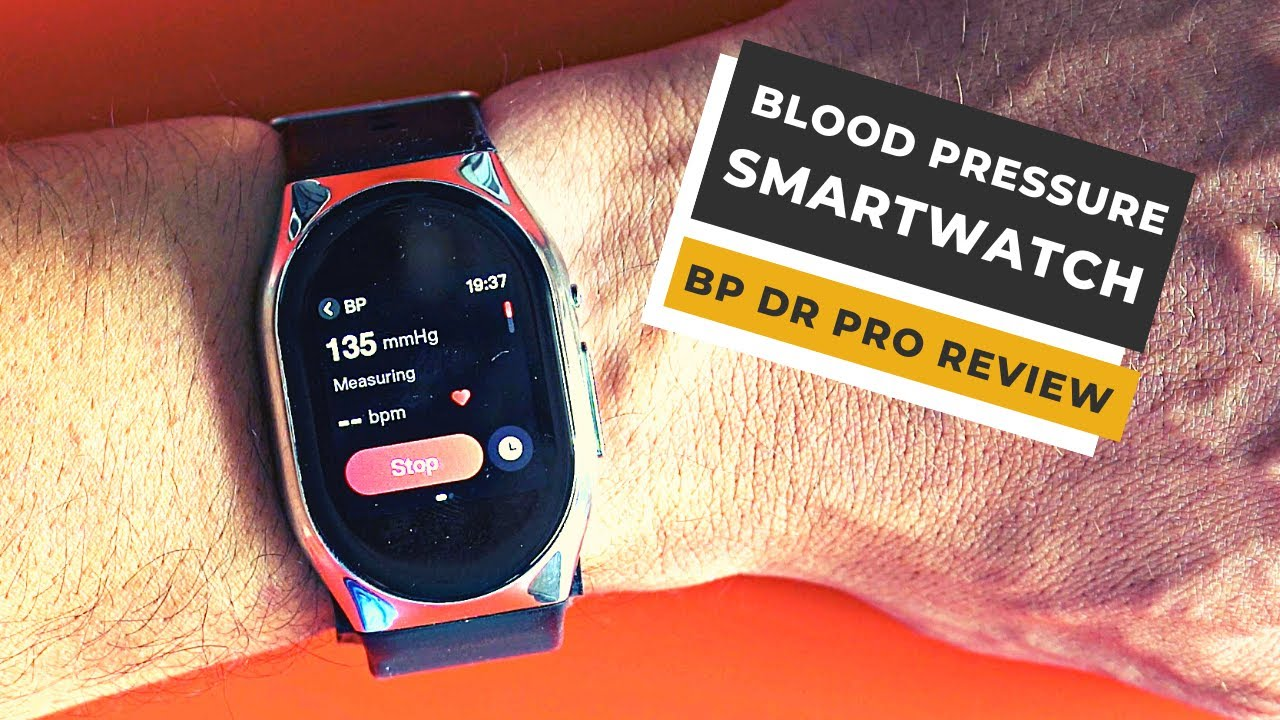 BLOOD PRESSURE
SMARTWATCH
BP DR PRO REVIEW
19:37
BP
135 mmHg
Measuring
-- bpm
Stop